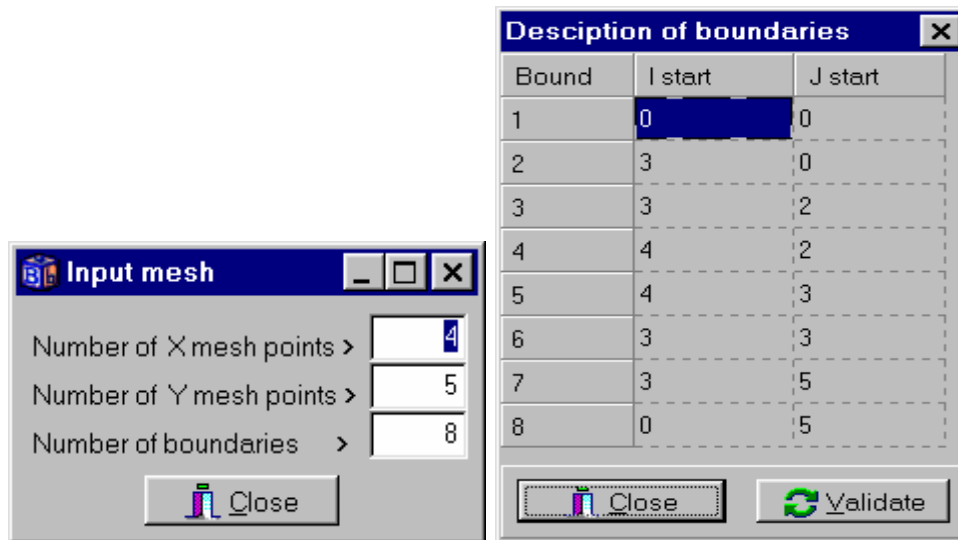 Input mesh
Number of X mesh points > 4
Number of Y mesh points > 5
Number of boundaries > 8
Close
Desciption of boundaries
Bound I start J start
1 0 0
2 3 0
3 3 2
4 4 2
5 4 3
6 3 3
7 3 5
8 0 5
Close Validate